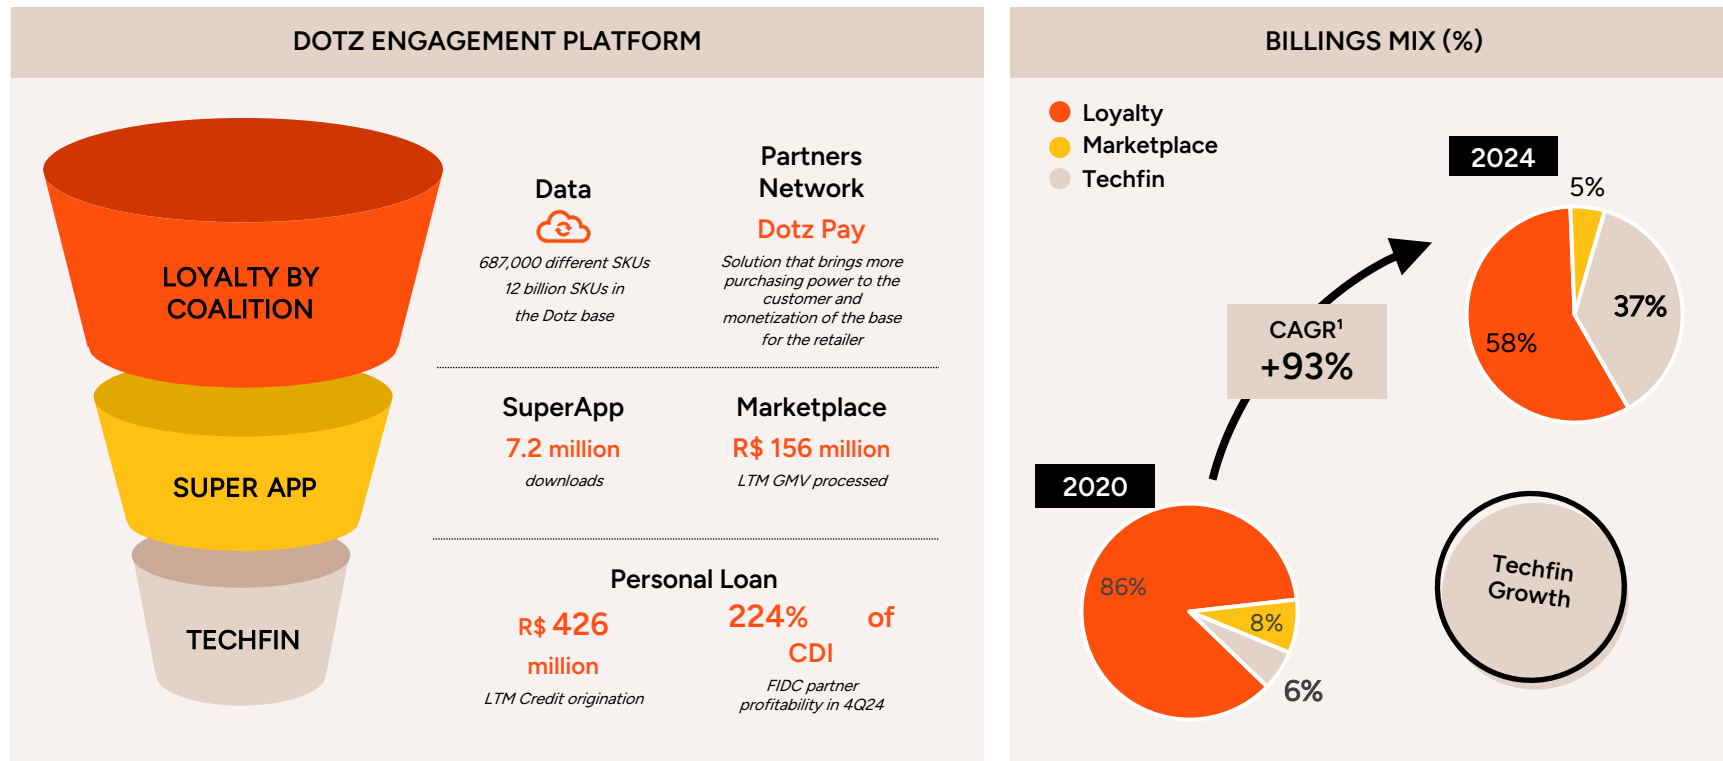 DOTZ ENGAGEMENT PLATFORM
LOYALTY BY
COALITION
SUPER APP
TECHFIN
Data
687,000 different SKUs
12 billion SKUs in
the Dotz base
Partners
Network
Dotz Pay
Solution that brings more
purchasing power to the
customer and
monetization of the base
for the retailer
SuperApp
7.2 million
downloads
Marketplace
R$ 156 million
LTM GMV processed
Personal Loan
R$ 426
million
LTM Credit origination
224% of
CDI
FIDC partner
profitability in 4Q24
BILLINGS MIX (%)
Loyalty
Marketplace
Techfin
2024
5%
37%
58%
CAGR¹
+93%
2020
86%
8%
6%
Techfin
Growth